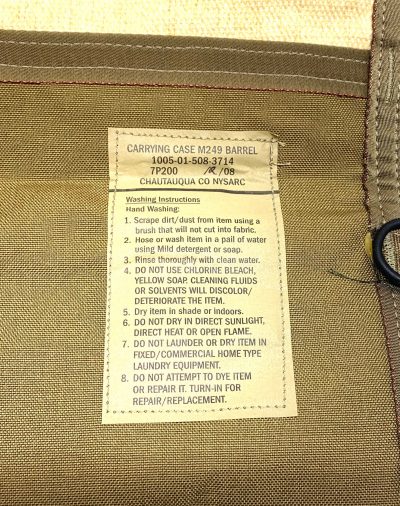 CARRYING CASE M249 BARREL
1005-01-508-3714
7P200 /08
CHAUTAUQUA CO NYSARC
Washing Instructions
Hand Washing:
1. Scrape dirt/dust from item using a
brush that will not cut into fabric.
2. Hose or wash item in a pail of water
using Mild detergent or soap.
3. Rinse thoroughly with clean water.
4. DO NOT USE CHLORINE BLEACH,
YELLOW SOAP, CLEANING FLUIDS
OR SOLVENTS WILL DISCOLOR/
DETERIORATE THE ITEM.
5. Dry item in shade or indoors.
6. DO NOT DRY IN DIRECT SUNLIGHT,
DIRECT HEAT OR OPEN FLAME.
7. DO NOT LAUNDER OR DRY ITEM IN
FIXED/COMMERCIAL HOME TYPE
LAUNDRY EQUIPMENT.
8. DO NOT ATTEMPT TO DYE ITEM
OR REPAIR IT. TURN-IN FOR
REPAIR/REPLACEMENT.